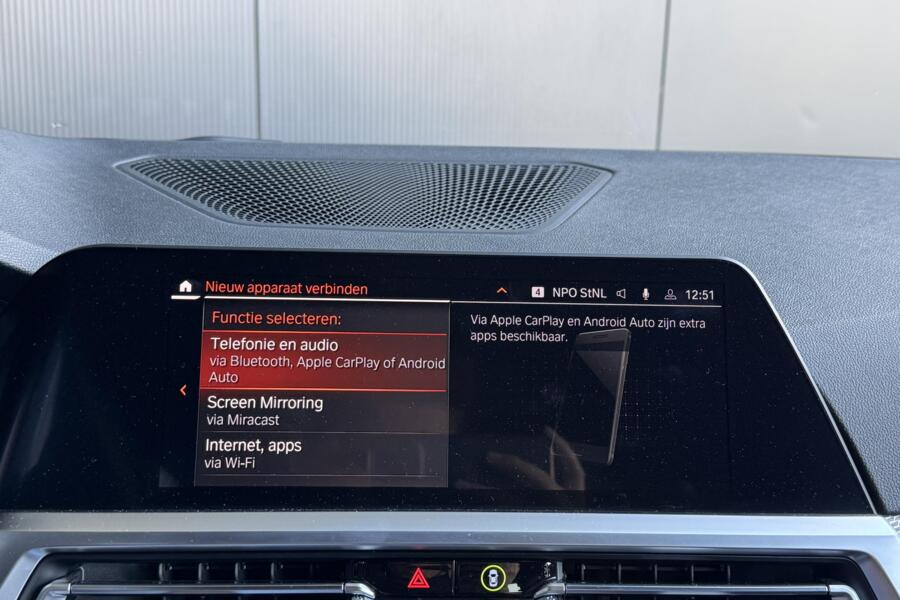 Nieuw apparaat verbinden
4 NPO StNL 12:51
Functie selecteren:
Telefonie en audio
via Bluetooth, Apple CarPlay of Android
Auto
Screen Mirroring
via Miracast
Internet, apps
via Wi-Fi
Via Apple CarPlay en Android Auto zijn extra
apps beschikbaar.